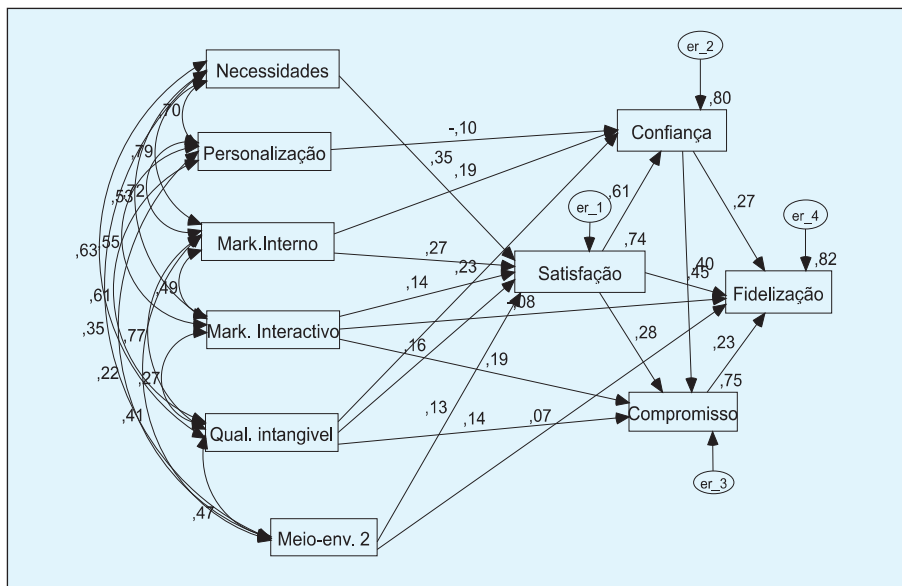 er_2
,80
Necessidades
Confiança
,70
-,10
Personalização
,35
,79
,19
,61
,27
er_1
er_4
,53
,72
,74
,82
Mark.Interno
,63
,55
,27
,23
Satisfação
,40
,45
Fidelização
,14
,49
-,08
,61
Mark. Interactivo
,28
,35
,77
,16
,19
,23
,22
,27
,75
,41
,13
,14
,07
Compromisso
Qual. intangivel
er_3
,47
Meio-env. 2